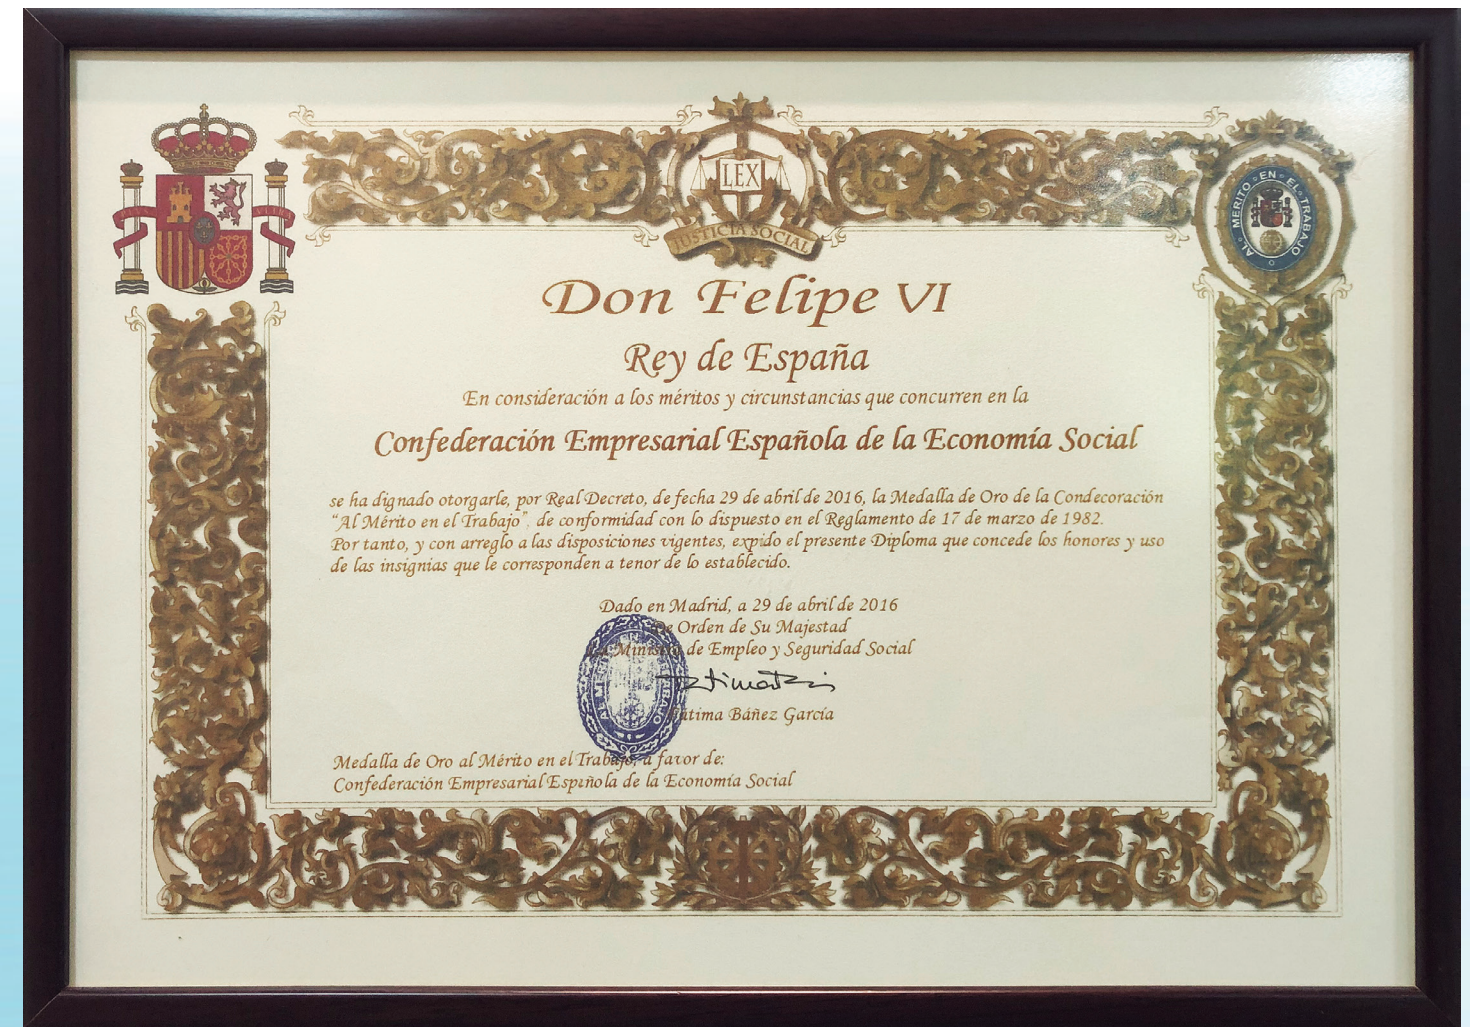 LEX
JUSTICIA SOCIAL
AL MERITO EN EL TRABAJO
Don Felipe VI
Rey de España
En consideración a los méritos y circunstancias que concurren en la
Confederación Empresarial Española de la Economía Social
se ha dignado otorgarle, por Real Decreto, de fecha 29 de abril de 2016, la Medalla de Oro de la Condecoración
“Al Mérito en el Trabajo”, de conformidad con lo dispuesto en el Reglamento de 17 de marzo de 1982.
Por tanto, y con arreglo a las disposiciones vigentes, expido el presente Diploma que concede los honores y uso
de las insignias que le corresponden a tenor de lo establecido.
Dado en Madrid, a 29 de abril de 2016
De Orden de Su Majestad
de Empleo y Seguridad Social
Fátima Báñez García
Medalla de Oro al Mérito en el Trabajo, a favor de:
Confederación Empresarial Española de la Economía Social